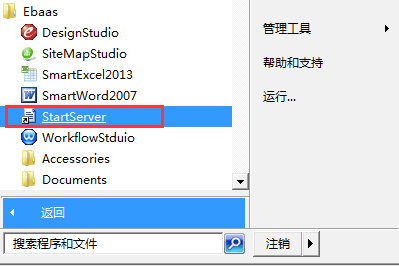 Ebaas
DesignStudio
SiteMapStudio
SmartExcel2013
SmartWord2007
StartServer
WorkflowStduio
Accessories
Documents
返回
搜索程序和文件
管理工具
帮助和支持
运行...
注销